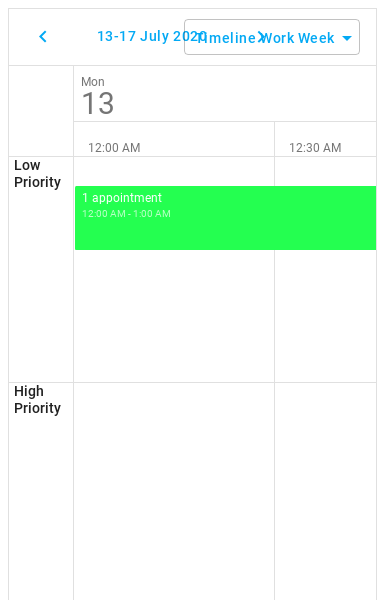 13-17 July 2020
Timeline Work Week
Mon
13
12:00 AM
12:30 AM
Low
Priority
1 appointment
12:00 AM - 1:00 AM
High
Priority